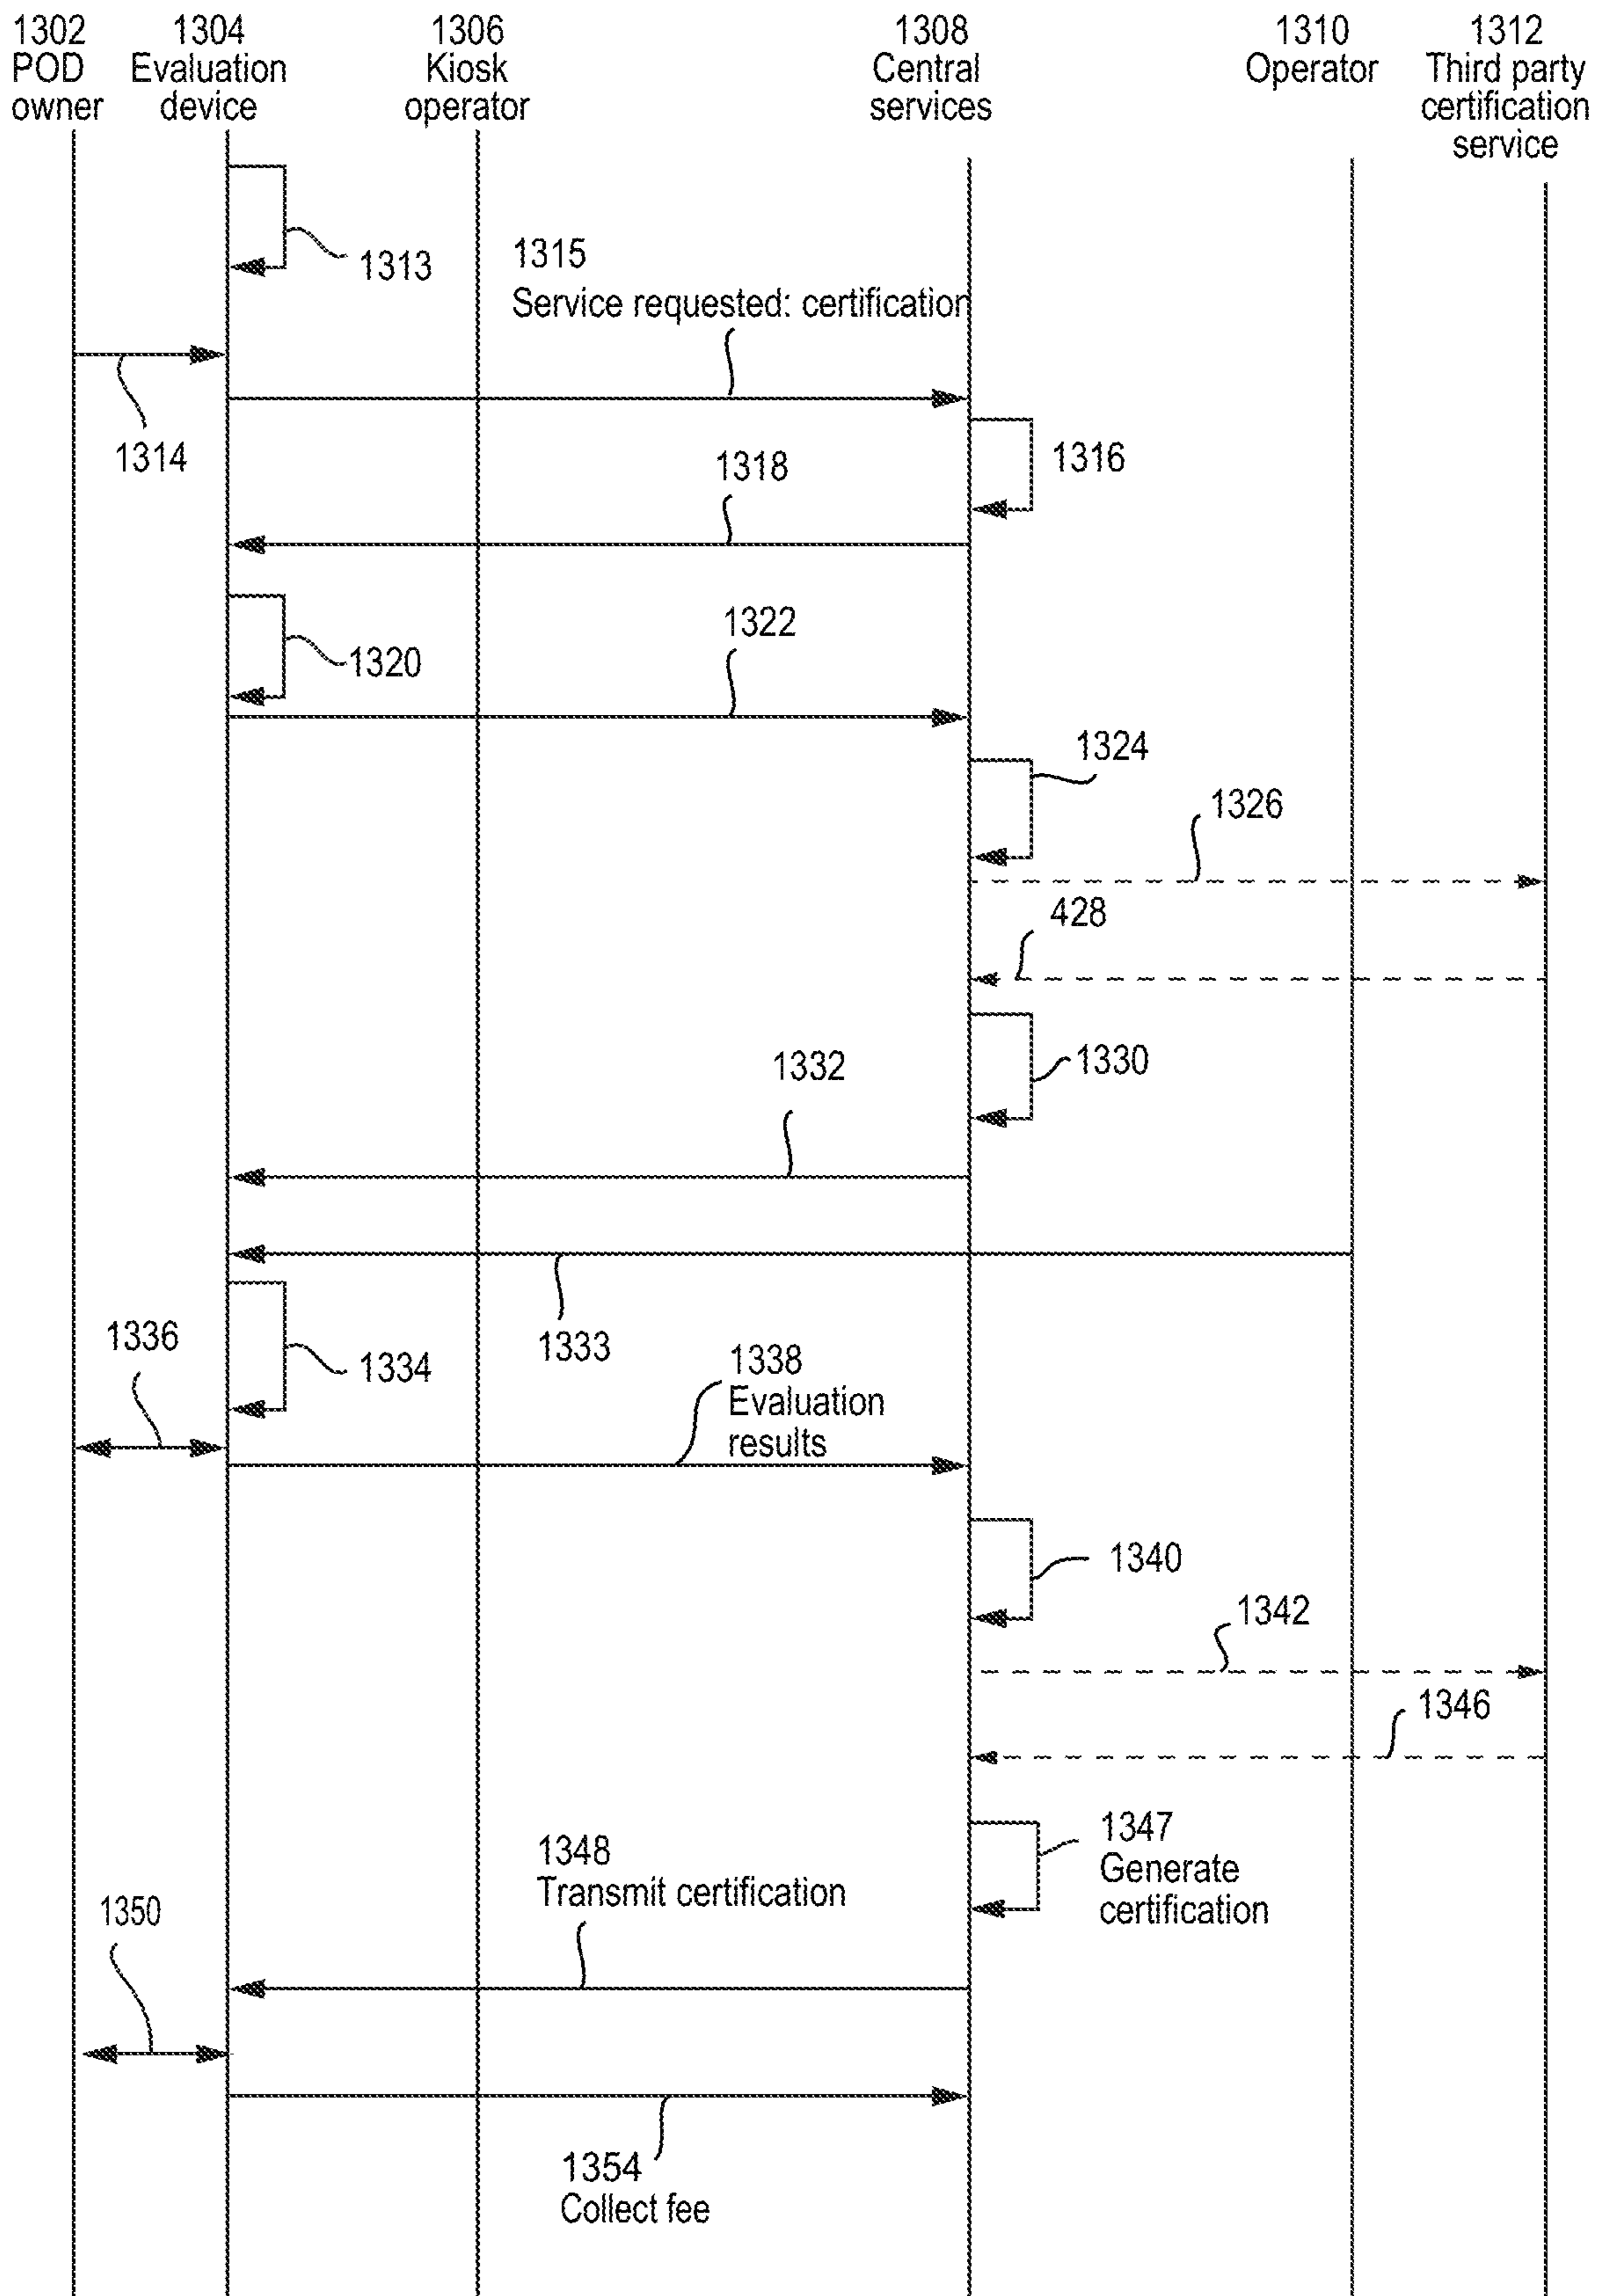 1302
POD
owner
1304
Evaluation
device
1306
Kiosk
operator
1308
Central
services
1310
Operator
1312
Third party
certification
service
1313
1315
Service requested: certification
1314
1316
1318
1322
1320
1324
1326
428
1330
1332
1333
1336
1334
1338
Evaluation
results
1340
1342
1346
1347
Generate
certification
1348
Transmit certification
1350
1354
Collect fee